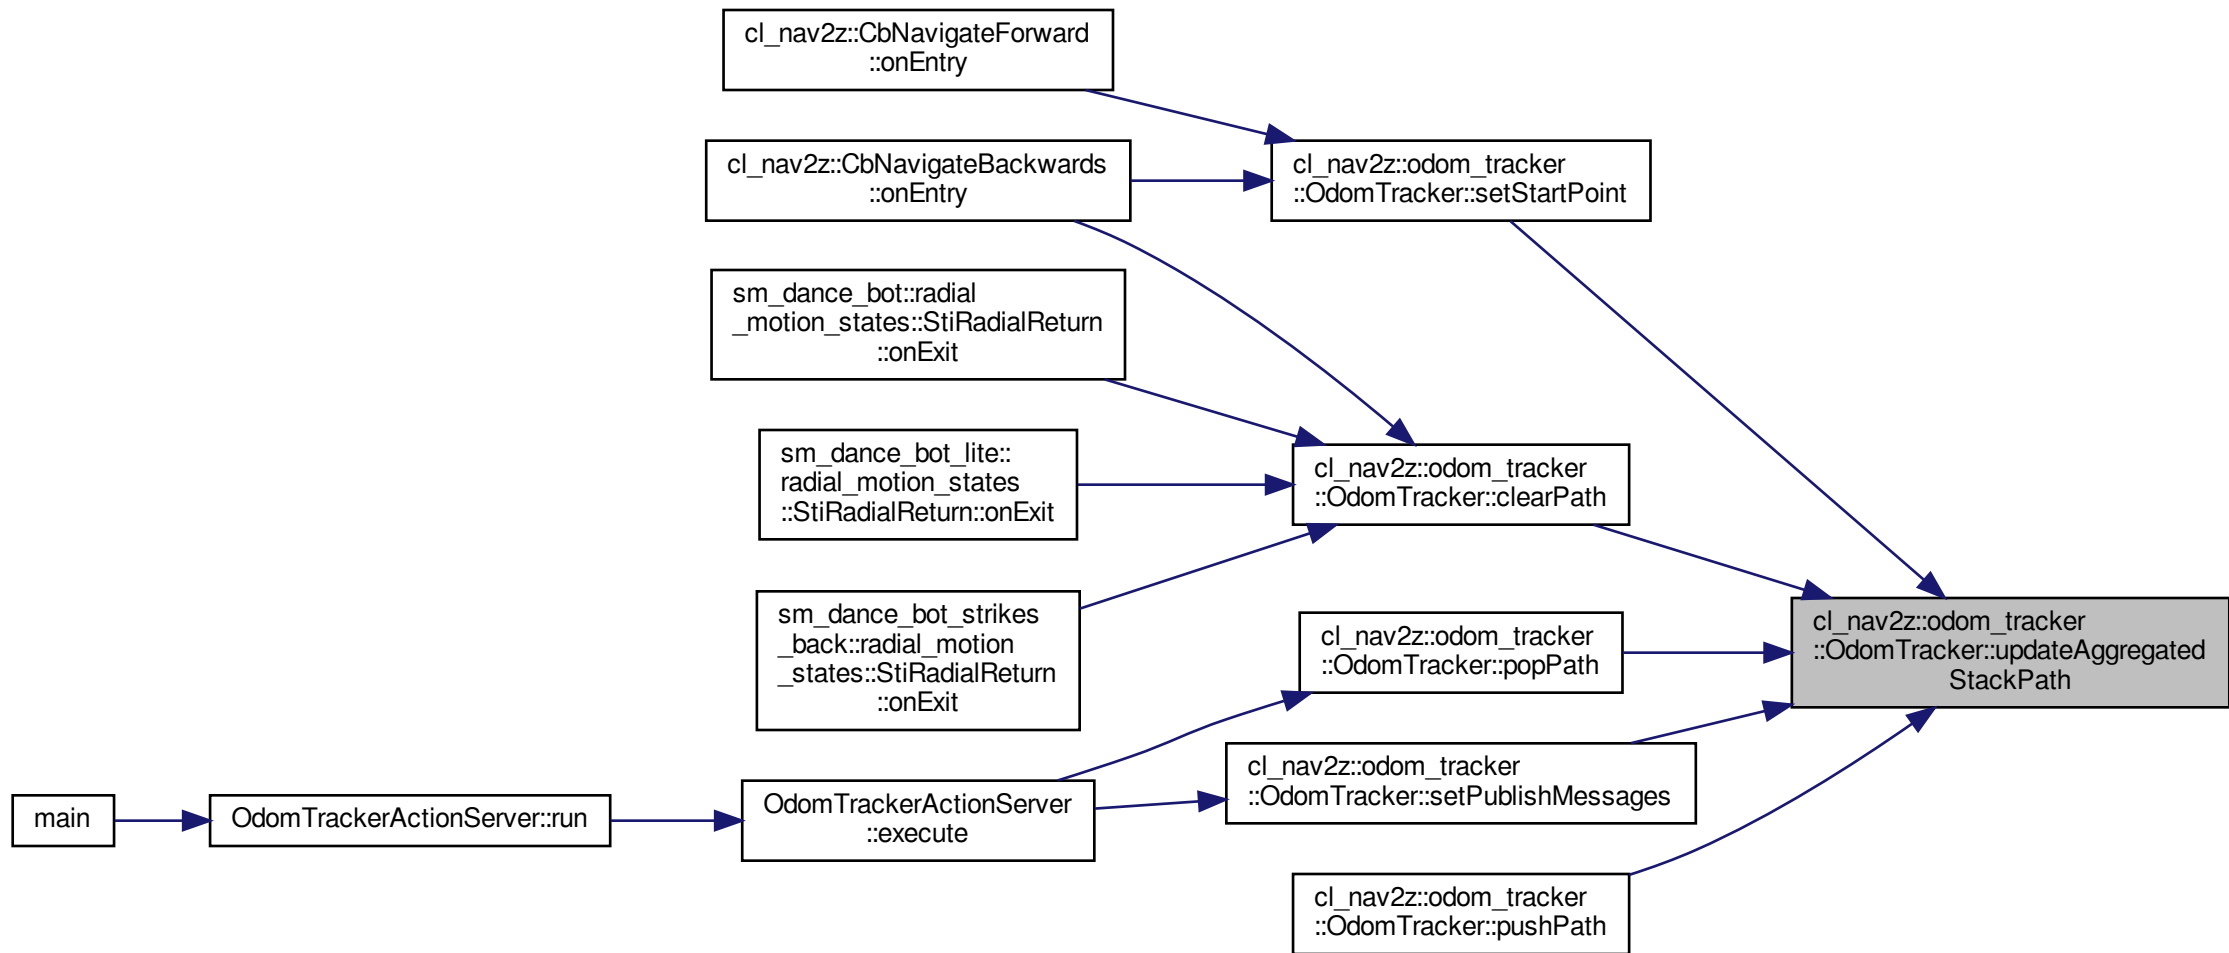 cl_nav2z::CbNavigateForward
::onEntry
cl_nav2z::CbNavigateBackwards
::onEntry
cl_nav2z::odom_tracker
::OdomTracker::setStartPoint
sm_dance_bot::radial
_motion_states::StiRadialReturn
::onExit
sm_dance_bot_lite::
radial_motion_states
::StiRadialReturn::onExit
cl_nav2z::odom_tracker
::OdomTracker::clearPath
sm_dance_bot_strikes
_back::radial_motion
_states::StiRadialReturn
::onExit
cl_nav2z::odom_tracker
::OdomTracker::popPath
cl_nav2z::odom_tracker
::OdomTracker::updateAggregated
StackPath
main
OdomTrackerActionServer::run
OdomTrackerActionServer
::execute
cl_nav2z::odom_tracker
::OdomTracker::setPublishMessages
cl_nav2z::odom_tracker
::OdomTracker::pushPath